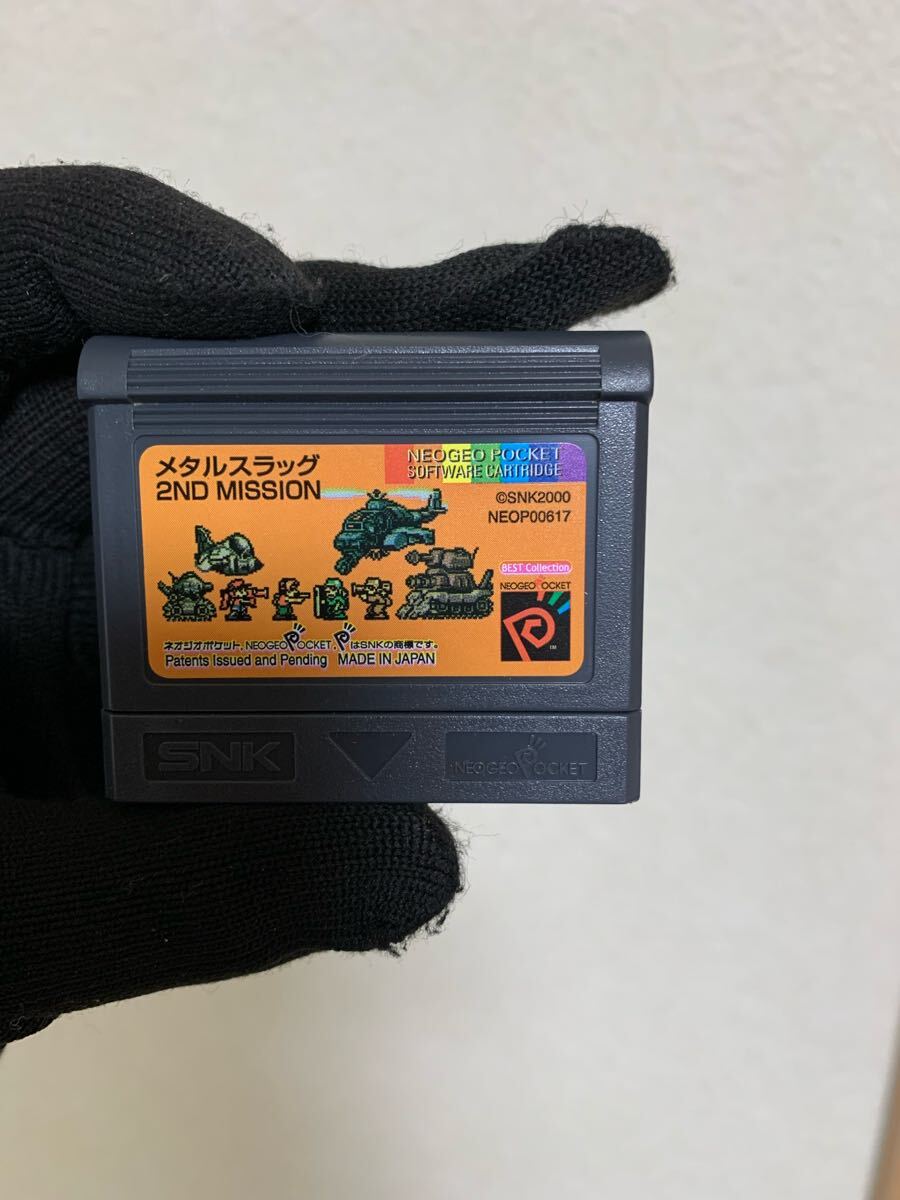 メタルスラッグ
2ND MISSION
NEOGEO POCKET
SOFTWARE CARTRIDGE
©SNK2000
NEOP00617
BEST Collection
NEOGEO POCKET
TM
ネオジオポケット、NEOGEO POCKET、PはSNKの商標です。
Patents Issued and Pending MADE IN JAPAN
SNK
NEOGEO POCKET